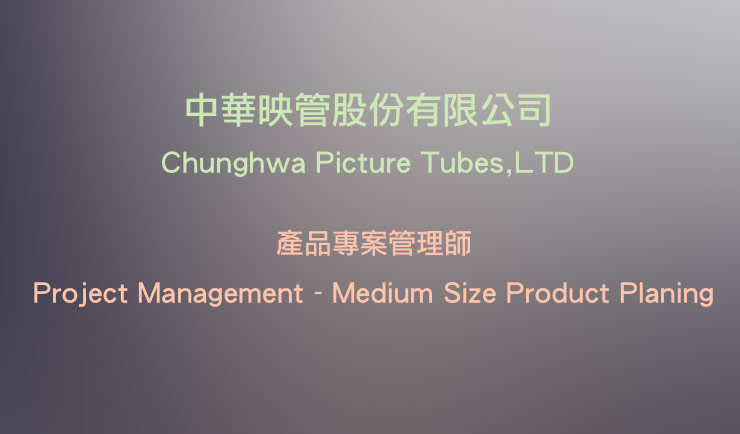 中華映管股份有限公司
Chunghwa Picture Tubes,LTD
產品專案管理師
Project Management - Medium Size Product Planing